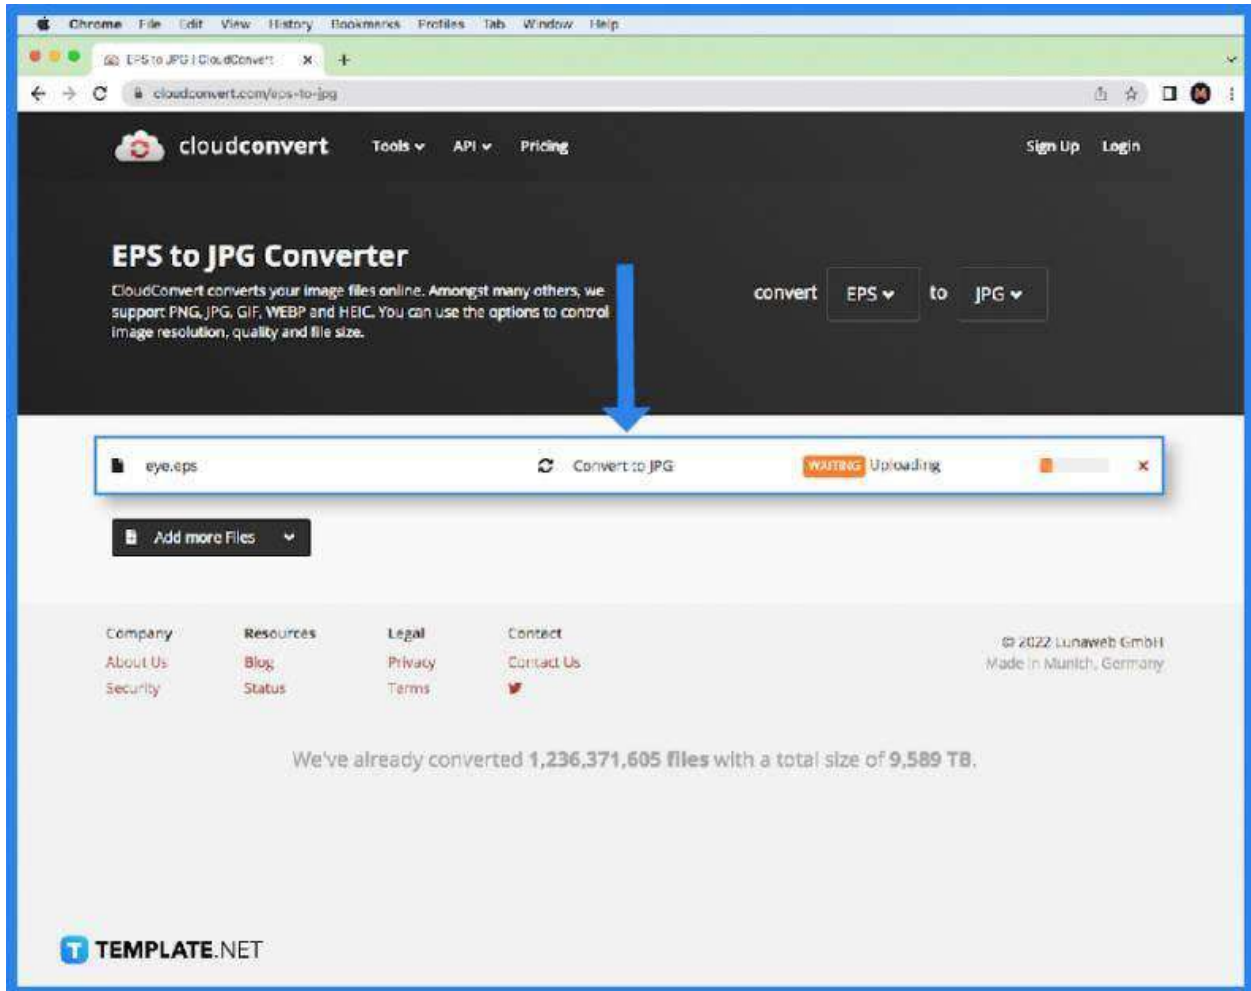 Chrome File Edit View History Bookmarks Profiles Tab Window Help
EPS to JPG | CloudConvert
cloudconvert.com/eps-to-jpg
cloudconvert Tools API Pricing Sign Up Login
EPS to JPG Converter
CloudConvert converts your image files online. Amongst many others, we
support PNG, JPG, GIF, WEBP and HEIC. You can use the options to control
image resolution, quality and file size.
convert EPS to JPG
eye.eps Convert to JPG WAITING Uploading
Add more Files
Company Resources Legal Contact
About Us Blog Privacy Contact Us
Security Status Terms
© 2022 Lunaweb GmbH
Made in Munich, Germany
We've already converted 1,236,371,605 files with a total size of 9,589 TB.
T TEMPLATE.NET